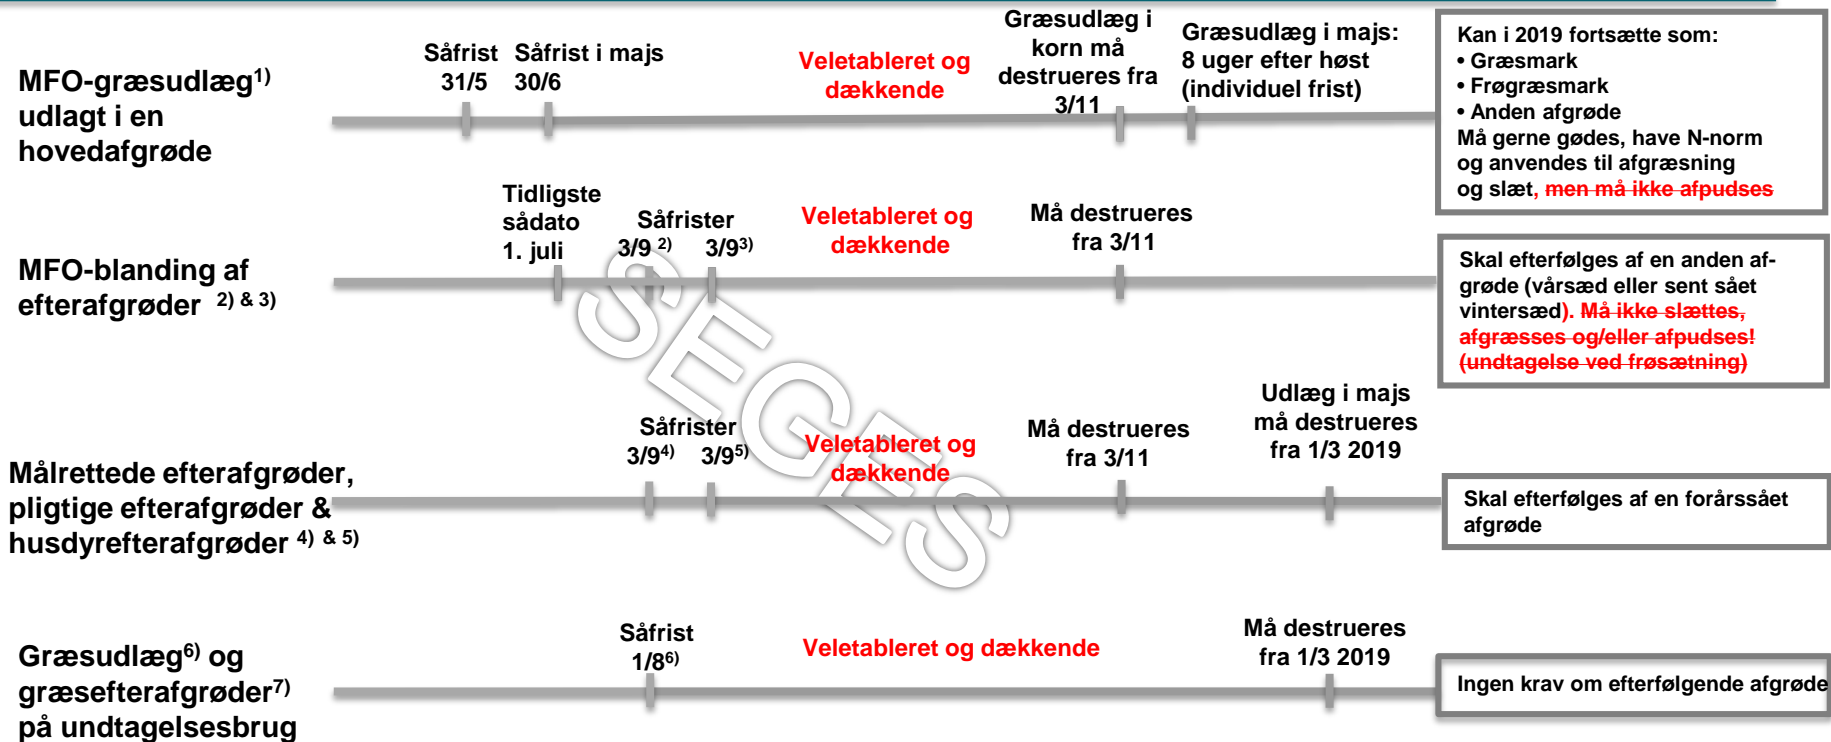 MFO-græsudlæg1)
udlagt i en
hovedafgrøde
Såfrist
31/5
Såfrist i majs
30/6
Veletableret og
dækkende
Græsudlæg i
korn må
destrueres fra
3/11
Græsudlæg i majs:
8 uger efter høst
(individuel frist)
Kan i 2019 fortsætte som:
• Græsmark
• Frøgræsmark
• Anden afgrøde
Må gerne gødes, have N-norm
og anvendes til afgræsning
og slæt, men må ikke afpudses
MFO-blanding af
efterafgrøder 2) & 3)
Tidligste
sådato
1. juli
Såfrister
3/9 2) 3/93)
Veletableret og
dækkende
Må destrueres
fra 3/11
Skal efterfølges af en anden af-
grøde (vårsæd eller sent sået
vintersæd). Må ikke slættes,
afgræsses og/eller afpudses!
(undtagelse ved frøsætning)
Målrettede efterafgrøder,
pligtige efterafgrøder &
husdyrefterafgrøder 4) & 5)
Såfrister
3/94) 3/95)
Veletableret og
dækkende
Må destrueres
fra 3/11
Udlæg i majs
må destrueres
fra 1/3 2019
Skal efterfølges af en forårssået
afgrøde
Græsudlæg6) og
græsefterafgrøder7)
på undtagelsesbrug
Såfrist
1/86)
Veletableret og dækkende
Må destrueres
fra 1/3 2019
Ingen krav om efterfølgende afgrøde
SEGES